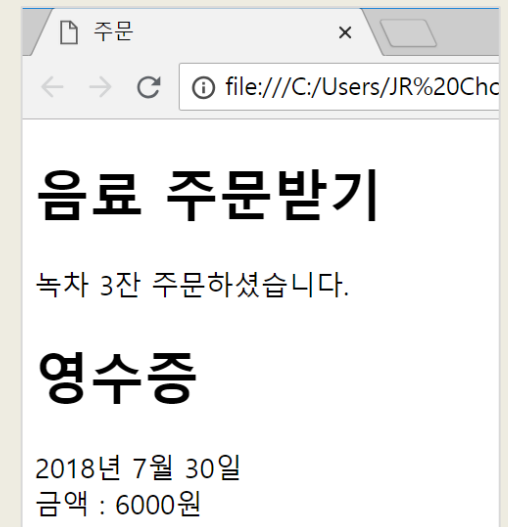 주문
file:///C:/Users/JR%20Cho
음료 주문받기
녹차 3잔 주문하셨습니다.
영수증
2018년 7월 30일
금액 : 6000원